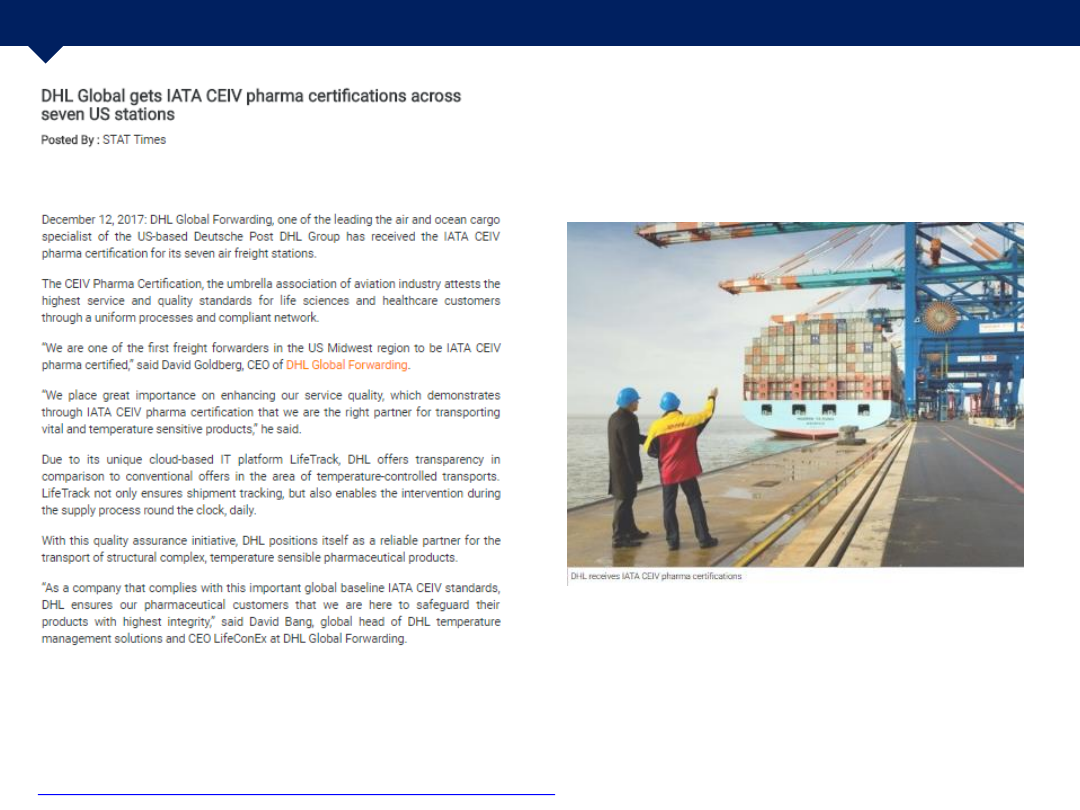 DHL Global gets IATA CEIV pharma certifications across
seven US stations
Posted By : STAT Times
December 12, 2017: DHL Global Forwarding, one of the leading the air and ocean cargo
specialist of the US-based Deutsche Post DHL Group has received the IATA CEIV
pharma certification for its seven air freight stations.
The CEIV Pharma Certification, the umbrella association of aviation industry attests the
highest service and quality standards for life sciences and healthcare customers
through a uniform processes and compliant network.
"We are one of the first freight forwarders in the US Midwest region to be IATA CEIV
pharma certified," said David Goldberg, CEO of DHL Global Forwarding.
"We place great importance on enhancing our service quality, which demonstrates
through IATA CEIV pharma certification that we are the right partner for transporting
vital and temperature sensitive products," he said.
Due to its unique cloud-based IT platform LifeTrack, DHL offers transparency in
comparison to conventional offers in the area of temperature-controlled transports.
LifeTrack not only ensures shipment tracking, but also enables the intervention during
the supply process round the clock, daily.
With this quality assurance initiative, DHL positions itself as a reliable partner for the
transport of structural complex, temperature sensible pharmaceutical products.
"As a company that complies with this important global baseline IATA CEIV standards,
DHL ensures our pharmaceutical customers that we are here to safeguard their
products with highest integrity," said David Bang, global head of DHL temperature
management solutions and CEO LifeConEx at DHL Global Forwarding.
DHL receives IATA CEIV pharma certifications